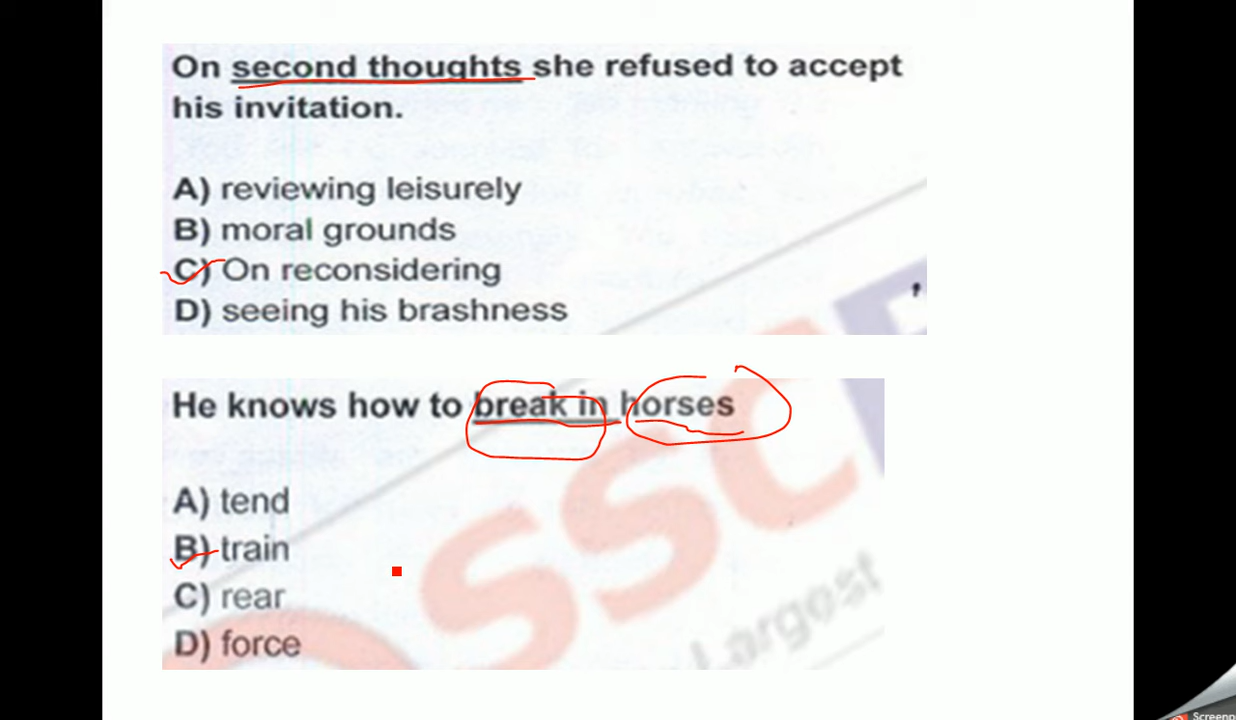 On second thoughts she refused to accept
his invitation.
A) reviewing leisurely
B) moral grounds
C) On reconsidering
D) seeing his brashness
He knows how to break in horses
A) tend
B) train
C) rear
D) force
SSC
Largest